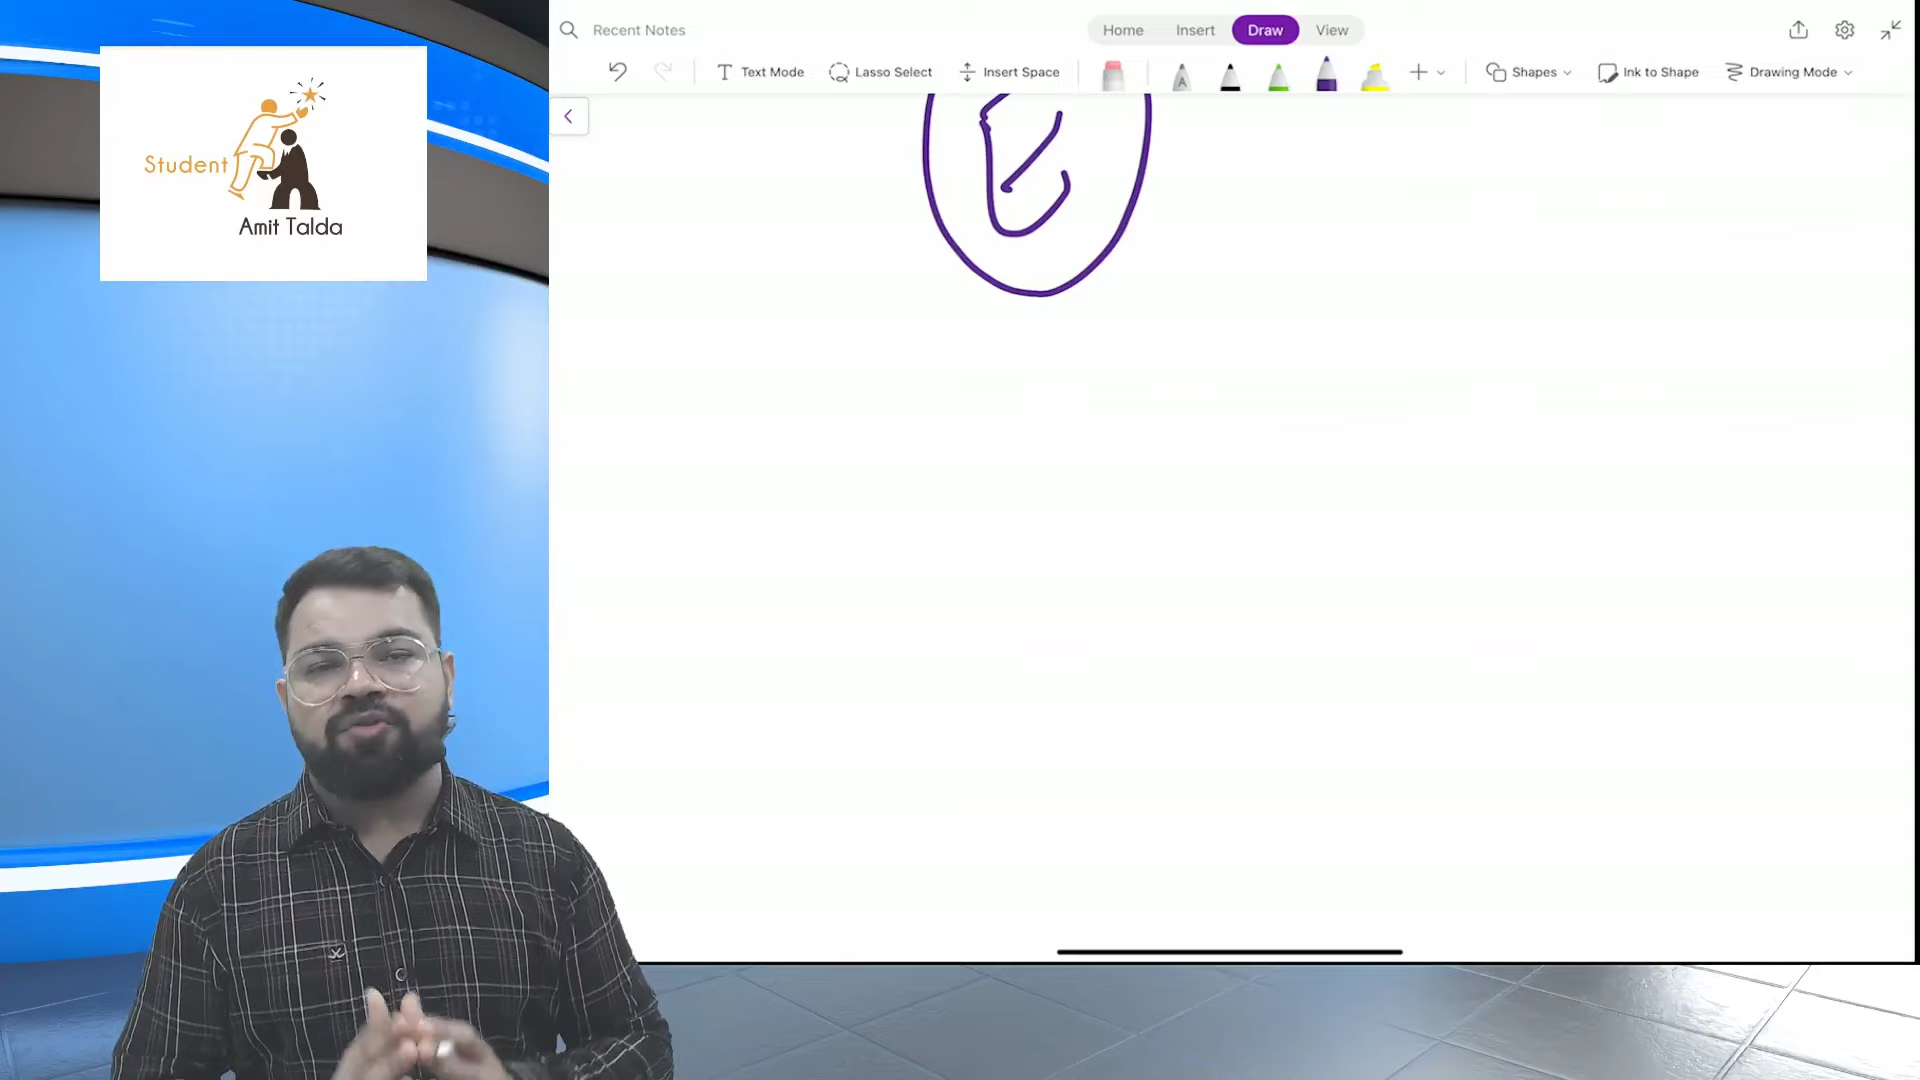 Recent Notes
Home Insert Draw View
Text Mode Lasso Select Insert Space A Shapes Ink to Shape Drawing Mode
Student
Amit Talda